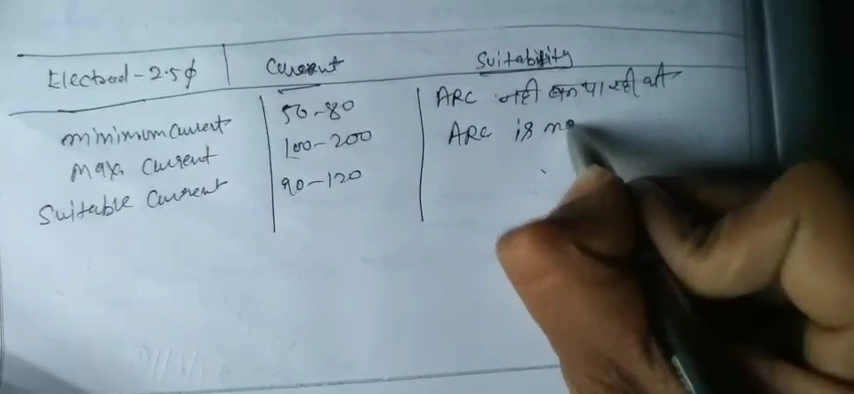 Electrod-2.5φ Current Suitability
minimum current 50-80 ARC नही बन पा रही थी
max. current 100-200 ARC is
Suitable current 90-120